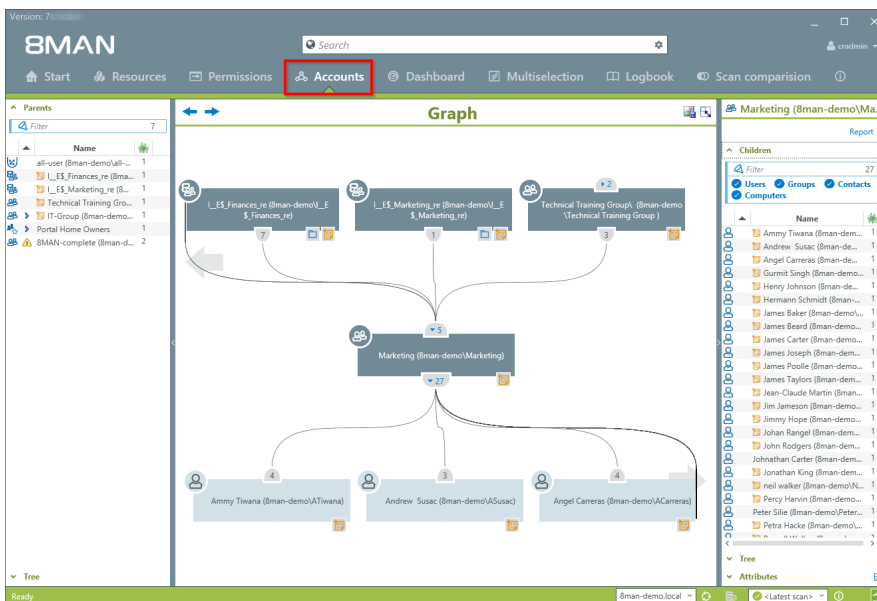 Version: 7
8MAN
Search
cradmin
Start Resources Permissions Accounts Dashboard Multiselection Logbook Scan comparision
Parents
Filter 7
Name
all-user (8man-demo\all-... 1
I__E$_Finances_re (8ma... 1
I__E$_Marketing_re (8... 1
Technical Training Gro... 1
IT-Group (8man-demo... 1
Portal Home Owners 1
8MAN-complete (8man-d... 2
Tree
Graph
I__E$_Finances_re (8man-demo\I__E
$_Finances_re)
7
I__E$_Marketing_re (8man-demo\I__E
$_Marketing_re)
1
2
Technical Training Group\ (8man-demo
\Technical Training Group )
3
5
Marketing (8man-demo\Marketing)
27
4
Ammy Tiwana (8man-demo\ATiwana)
3
Andrew Susac (8man-demo\ASusac)
4
Angel Carreras (8man-demo\ACarreras)
Marketing (8man-demo\Ma...
Report
Children
Filter 27
Users Groups Contacts
Computers
Name
Ammy Tiwana (8man-dem... 1
Andrew Susac (8man-de... 1
Angel Carreras (8man-de... 1
Gurmit Singh (8man-demo... 1
Henry Johnson (8man-de... 1
Hermann Schmidt (8man-... 1
James Baker (8man-demo\... 1
James Beard (8man-demo... 1
James Carter (8man-demo... 1
James Joseph (8man-dem... 1
James Poolle (8man-demo... 1
James Taylors (8man-dem... 1
Jean-Claude Martin (8man... 1
Jim Jameson (8man-demo... 1
Jimmy Hope (8man-demo... 1
Johan Rangel (8man-dem... 1
John Rodgers (8man-dem... 1
Johnathan Carter (8man-dem... 1
Jonathan King (8man-dem... 1
neil walker (8man-demo\N... 1
Percy Harvin (8man-demo... 1
Peter Silie (8man-demo\Peter... 1
Petra Hacke (8man-demo\... 1
Tree
Attributes
Ready
8man-demo.local
<Latest scan>